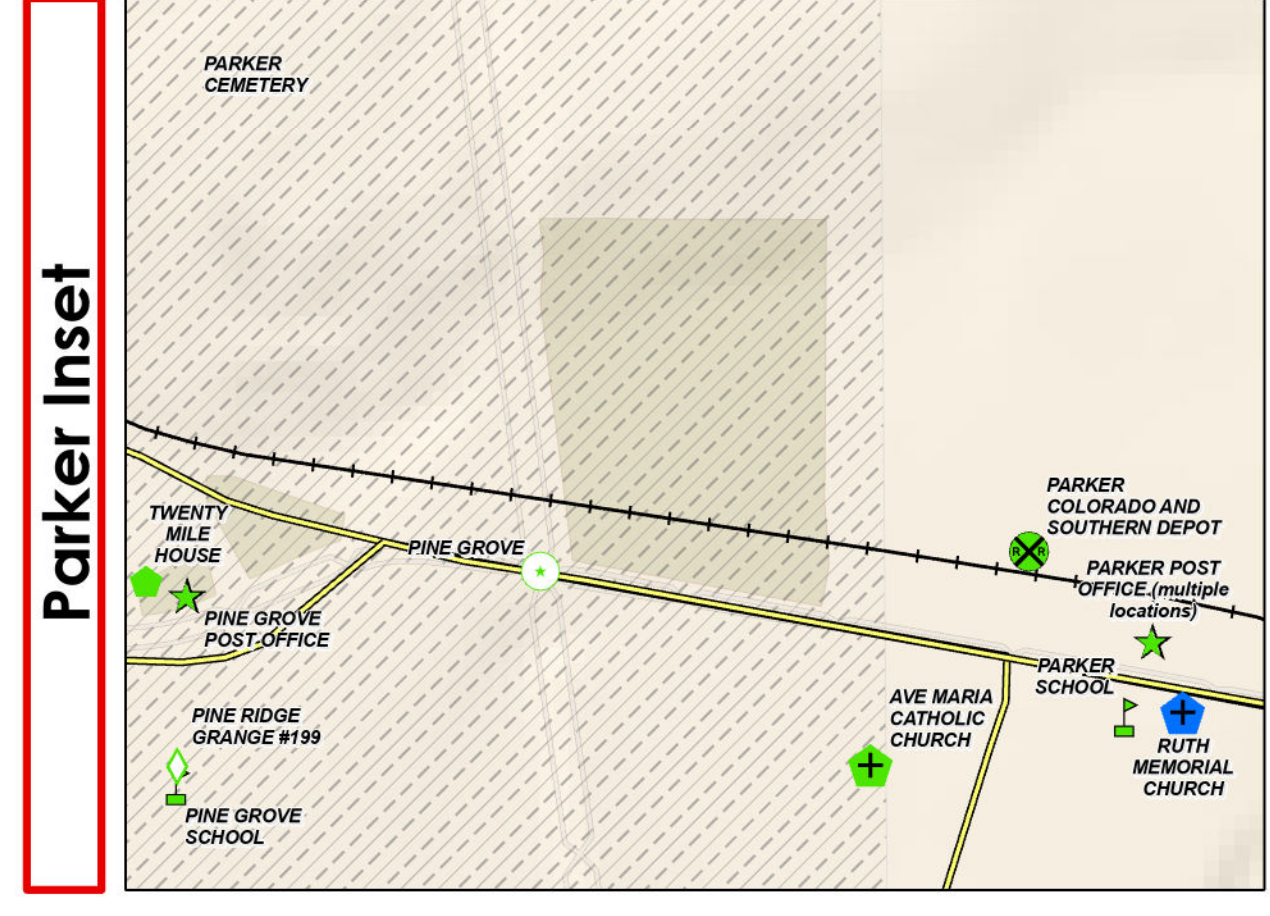 Parker Inset
PARKER
CEMETERY
PARKER
COLORADO AND
SOUTHERN DEPOT
R R
TWENTY
MILE
HOUSE
PINE GROVE
PARKER POST
OFFICE (multiple
locations)
PINE GROVE
POST OFFICE
PARKER
SCHOOL
AVE MARIA
CATHOLIC
CHURCH
PINE RIDGE
GRANGE #199
RUTH
MEMORIAL
CHURCH
PINE GROVE
SCHOOL